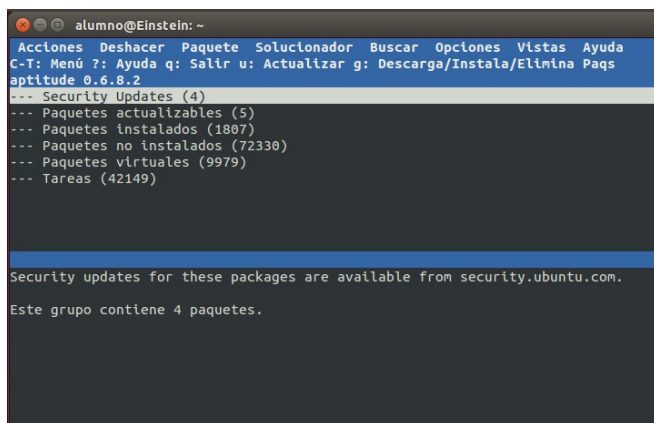 alumno@Einstein: ~
Acciones Deshacer Paquete Solucionador Buscar Opciones Vistas Ayuda
C-T: Menú ?: Ayuda q: Salir u: Actualizar g: Descarga/Instala/Elimina Paqs
aptitude 0.6.8.2
--- Security Updates (4)
--- Paquetes actualizables (5)
--- Paquetes instalados (1807)
--- Paquetes no instalados (72330)
--- Paquetes virtuales (9979)
--- Tareas (42149)
Security updates for these packages are available from security.ubuntu.com.
Este grupo contiene 4 paquetes.